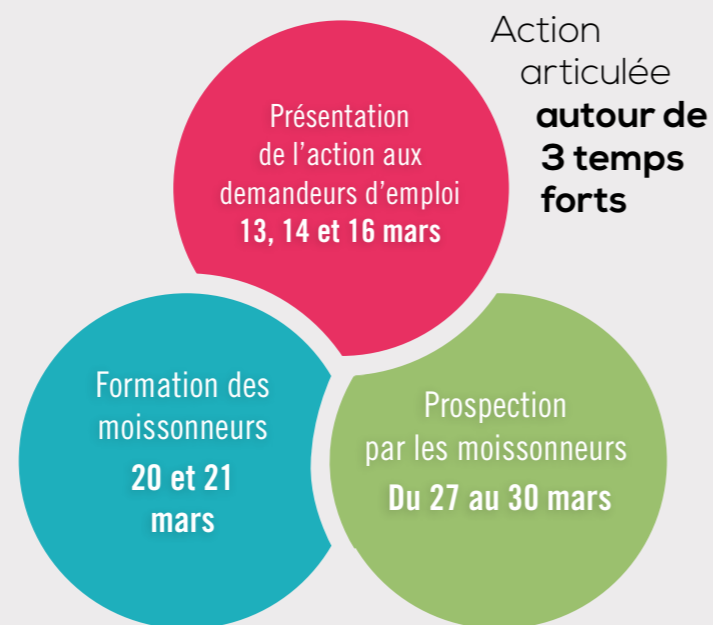 Action
articulée
autour de
3 temps
forts
Présentation
de l'action aux
demandeurs d'emploi
13, 14 et 16 mars
Formation des
moissonneurs
20 et 21
mars
Prospection
par les moissonneurs
Du 27 au 30 mars